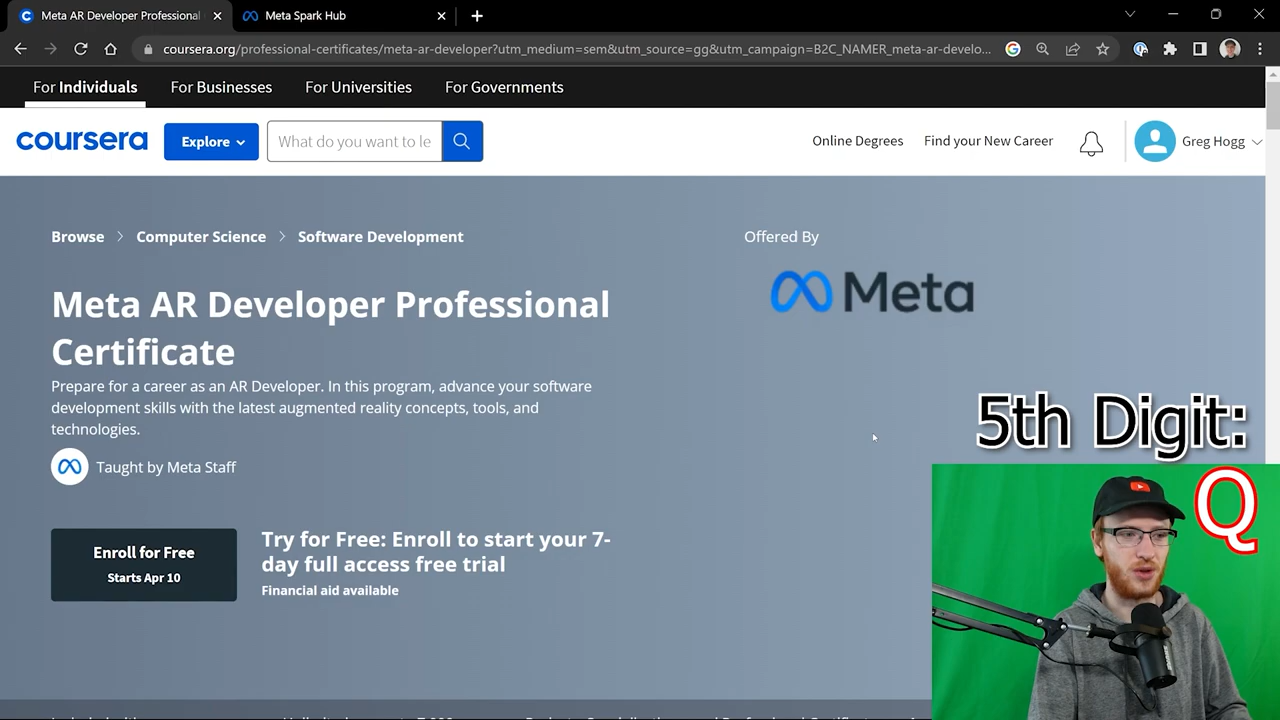 Meta AR Developer Professional
Meta Spark Hub
coursera.org/professional-certificates/meta-ar-developer?utm_medium=sem&utm_source=gg&utm_campaign=B2C_NAMER_meta-ar-develo...
For Individuals
For Businesses
For Universities
For Governments
coursera
Explore
What do you want to le
Online Degrees
Find your New Career
Greg Hogg
Browse
Computer Science
Software Development
Offered By
Meta
Meta AR Developer Professional
Certificate
Prepare for a career as an AR Developer. In this program, advance your software
development skills with the latest augmented reality concepts, tools, and
technologies.
Taught by Meta Staff
5th Digit:
Q
Enroll for Free
Starts Apr 10
Try for Free: Enroll to start your 7-
day full access free trial
Financial aid available